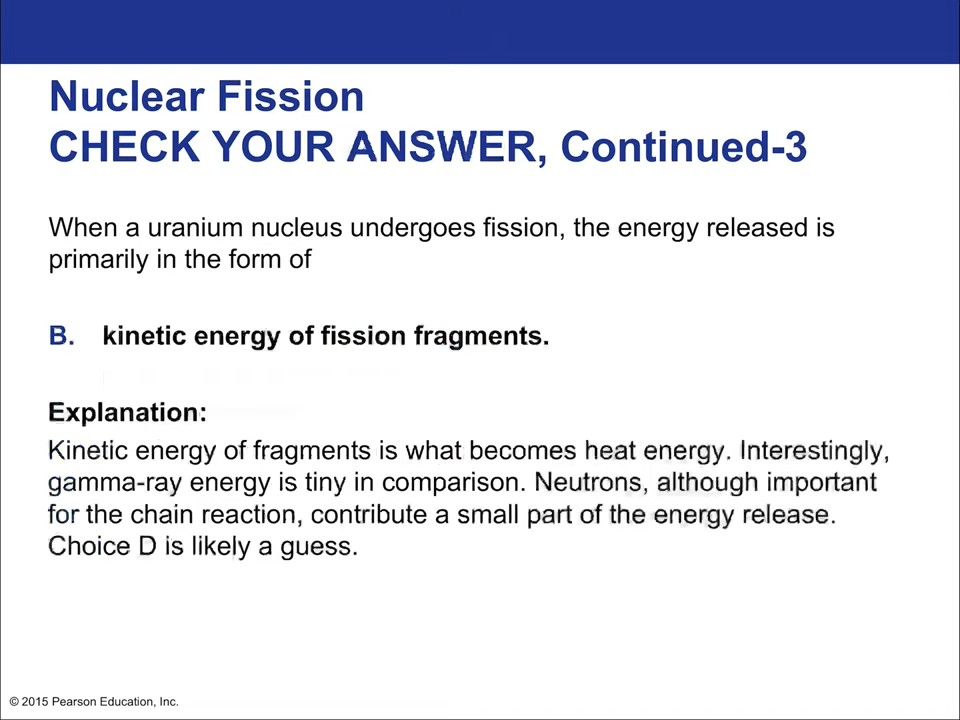 Nuclear Fission
CHECK YOUR ANSWER, Continued-3
When a uranium nucleus undergoes fission, the energy released is
primarily in the form of
B. kinetic energy of fission fragments.
Explanation:
Kinetic energy of fragments is what becomes heat energy. Interestingly,
gamma-ray energy is tiny in comparison. Neutrons, although important
for the chain reaction, contribute a small part of the energy release.
Choice D is likely a guess.
© 2015 Pearson Education, Inc.